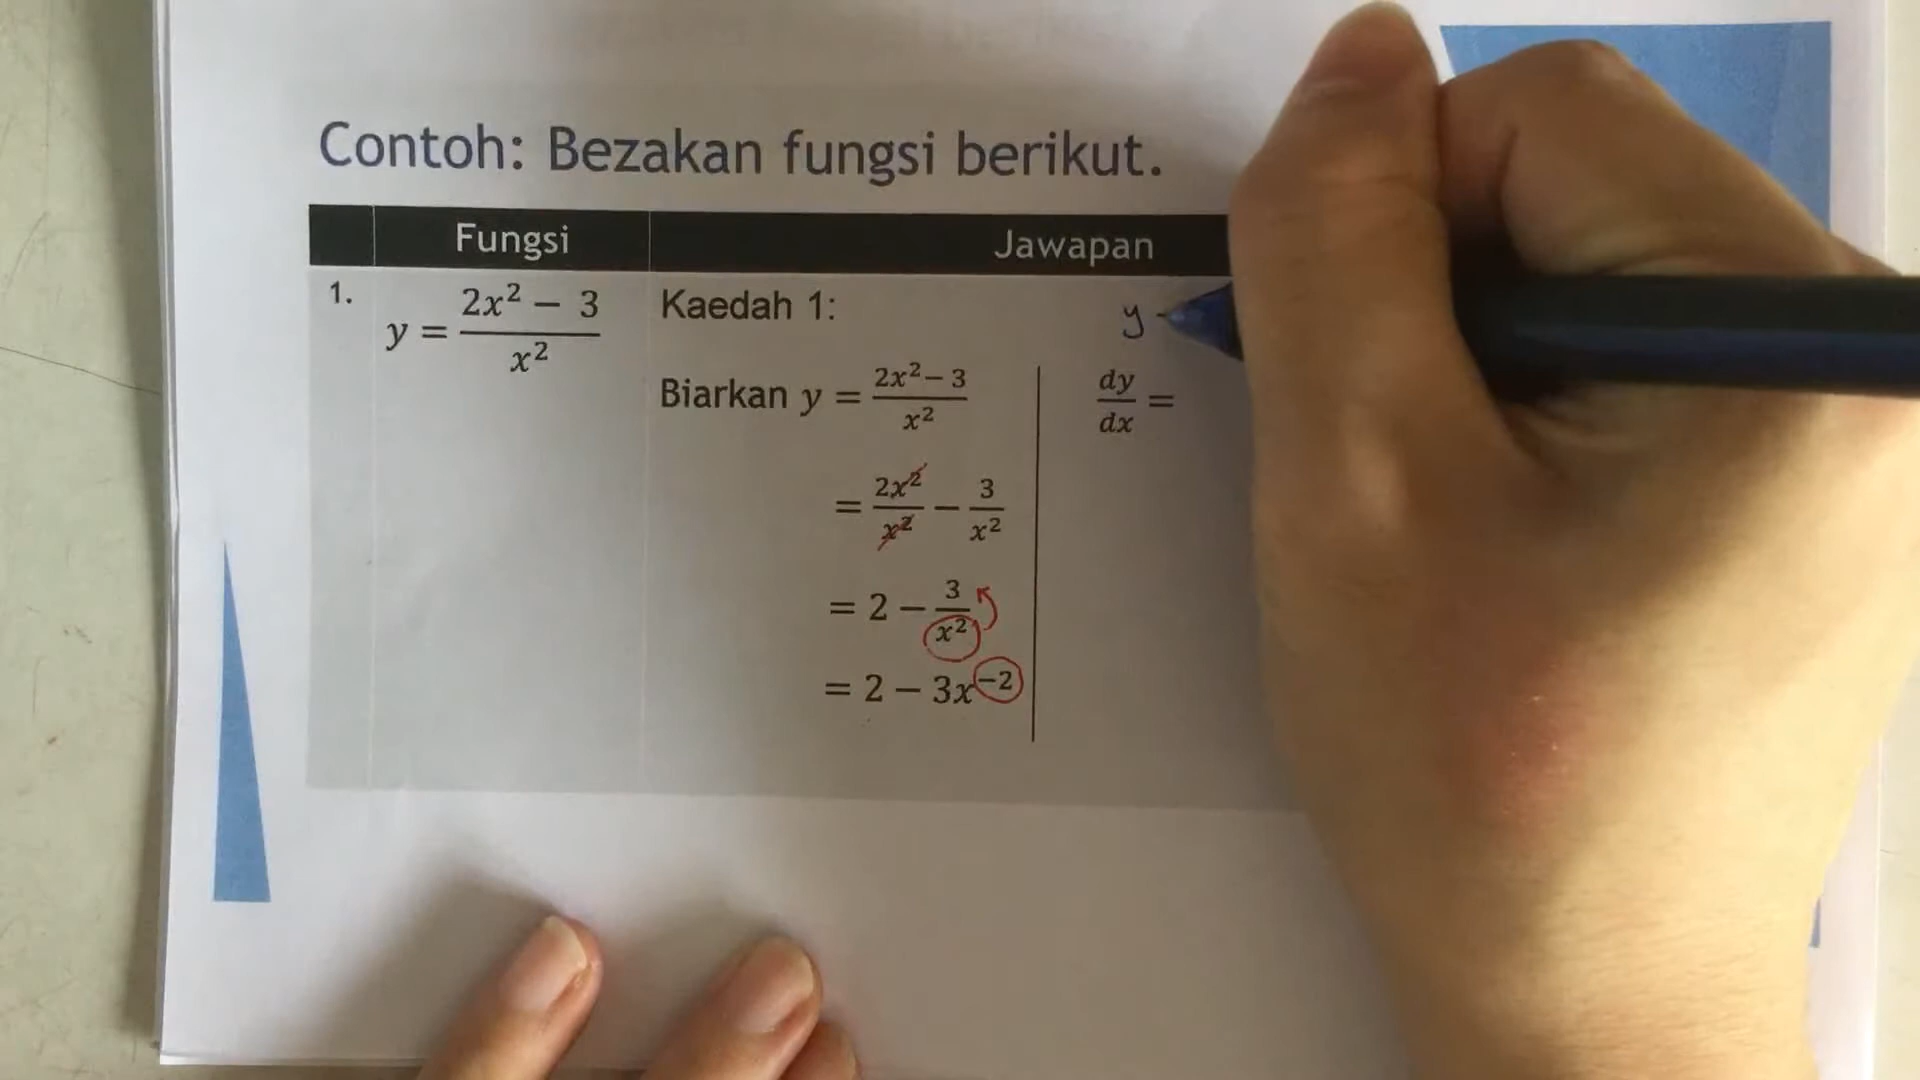 Contoh: Bezakan fungsi berikut.
Fungsi
Jawapan
1.
y = (2x² − 3)/x²
Kaedah 1:
Biarkan y = (2x² − 3)/x²
= 2x²/x² − 3/x²
= 2 − 3/x²
= 2 − 3x⁻²
y -
dy/dx =